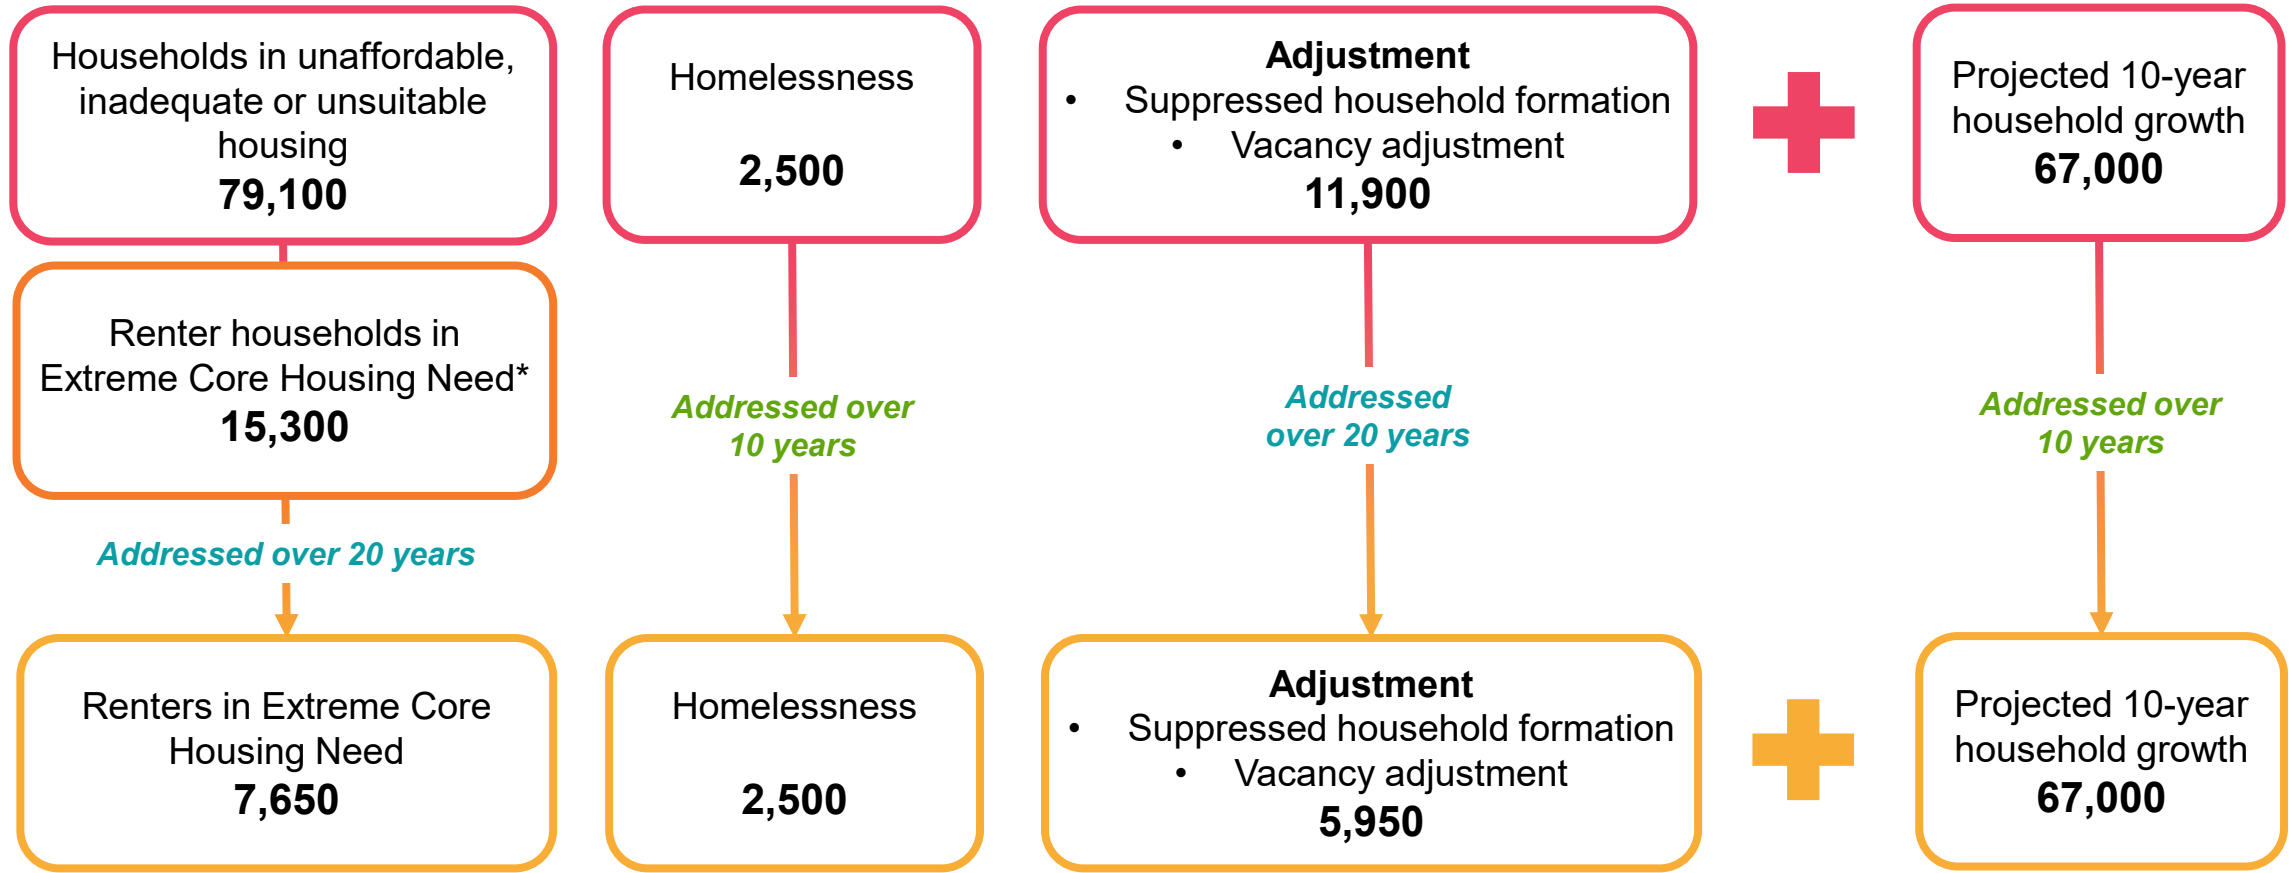 Households in unaffordable,
inadequate or unsuitable
housing
79,100
Homelessness
2,500
Adjustment
• Suppressed household formation
• Vacancy adjustment
11,900
Projected 10-year
household growth
67,000
Renter households in
Extreme Core Housing Need*
15,300
Addressed over 20 years
Addressed over
10 years
Addressed
over 20 years
Addressed over
10 years
Renters in Extreme Core
Housing Need
7,650
Homelessness
2,500
Adjustment
• Suppressed household formation
• Vacancy adjustment
5,950
Projected 10-year
household growth
67,000